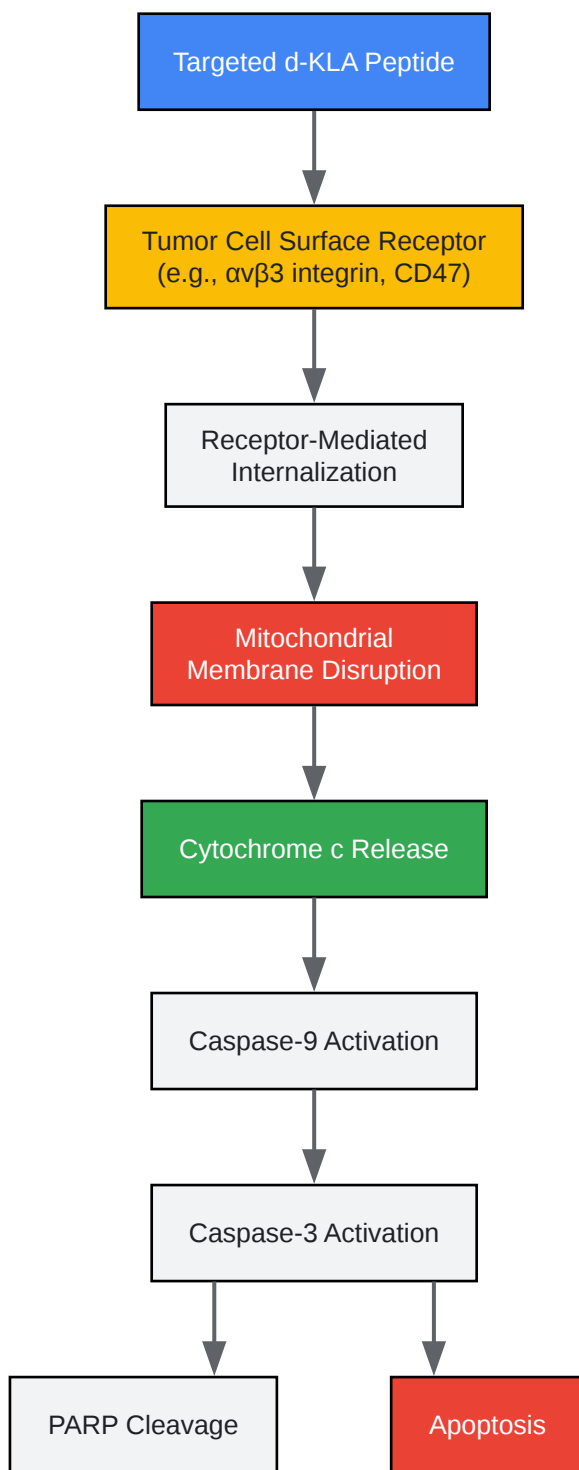 Targeted d-KLA Peptide
Tumor Cell Surface Receptor
(e.g., αvβ3 integrin, CD47)
Receptor-Mediated
Internalization
Mitochondrial
Membrane Disruption
Cytochrome c Release
Caspase-9 Activation
Caspase-3 Activation
PARP Cleavage
Apoptosis